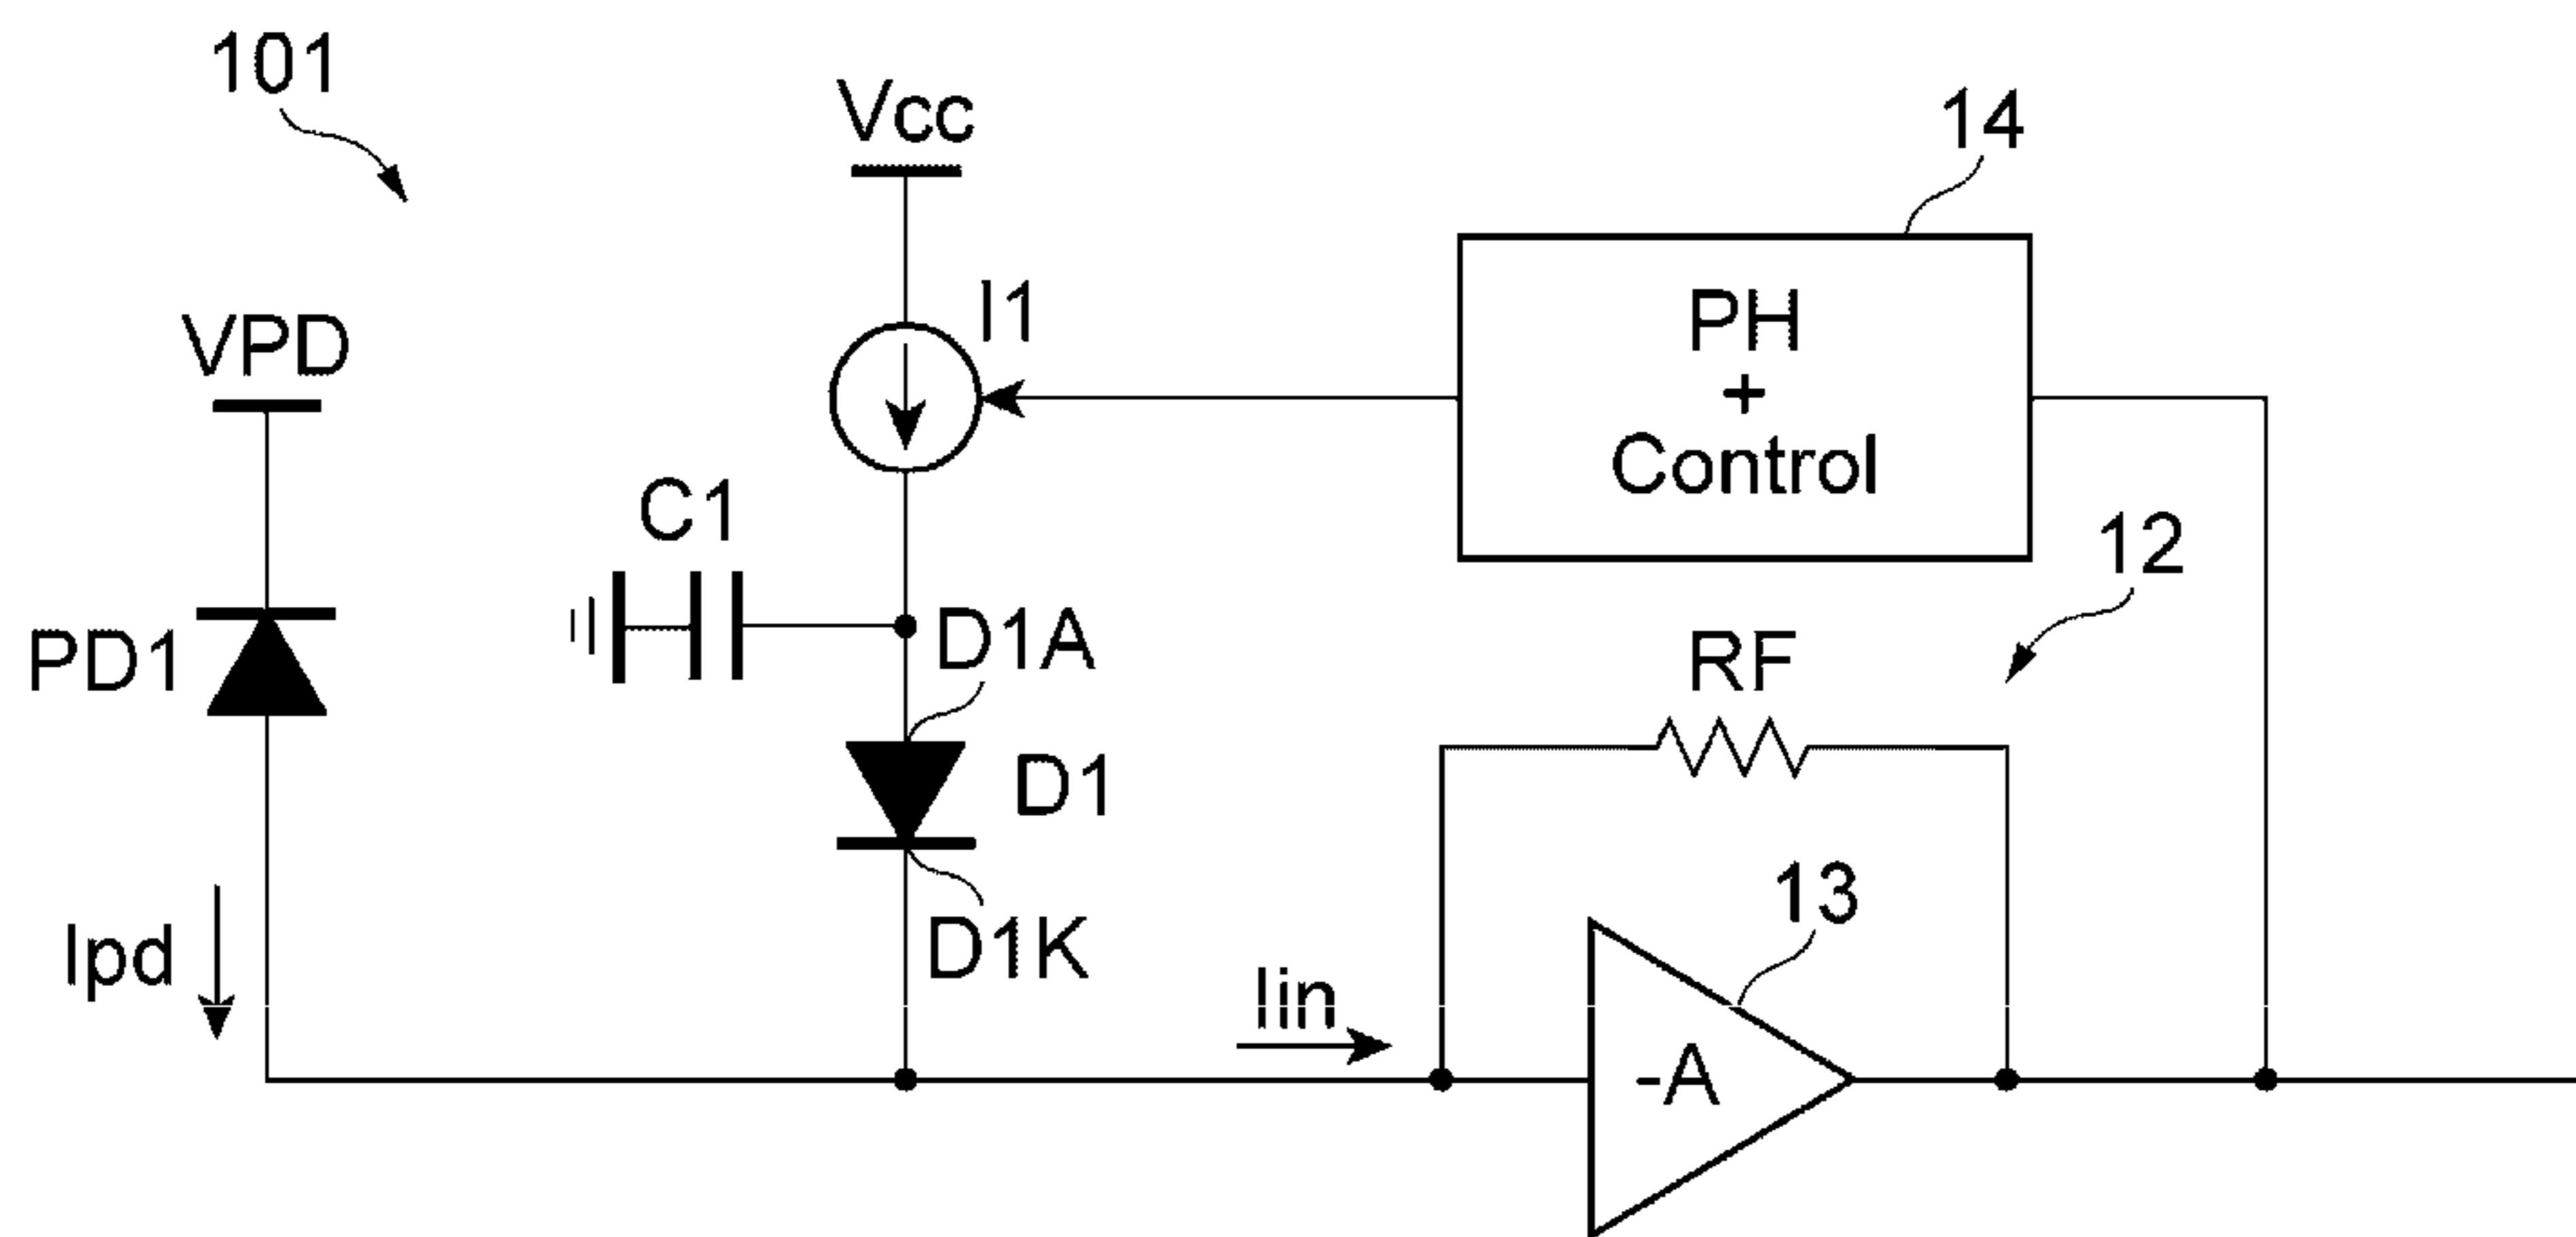 101
Vcc
14
VPD
I1
PH
+
Control
C1
12
PD1
D1A
RF
D1
13
Ipd
D1K
Iin
-A